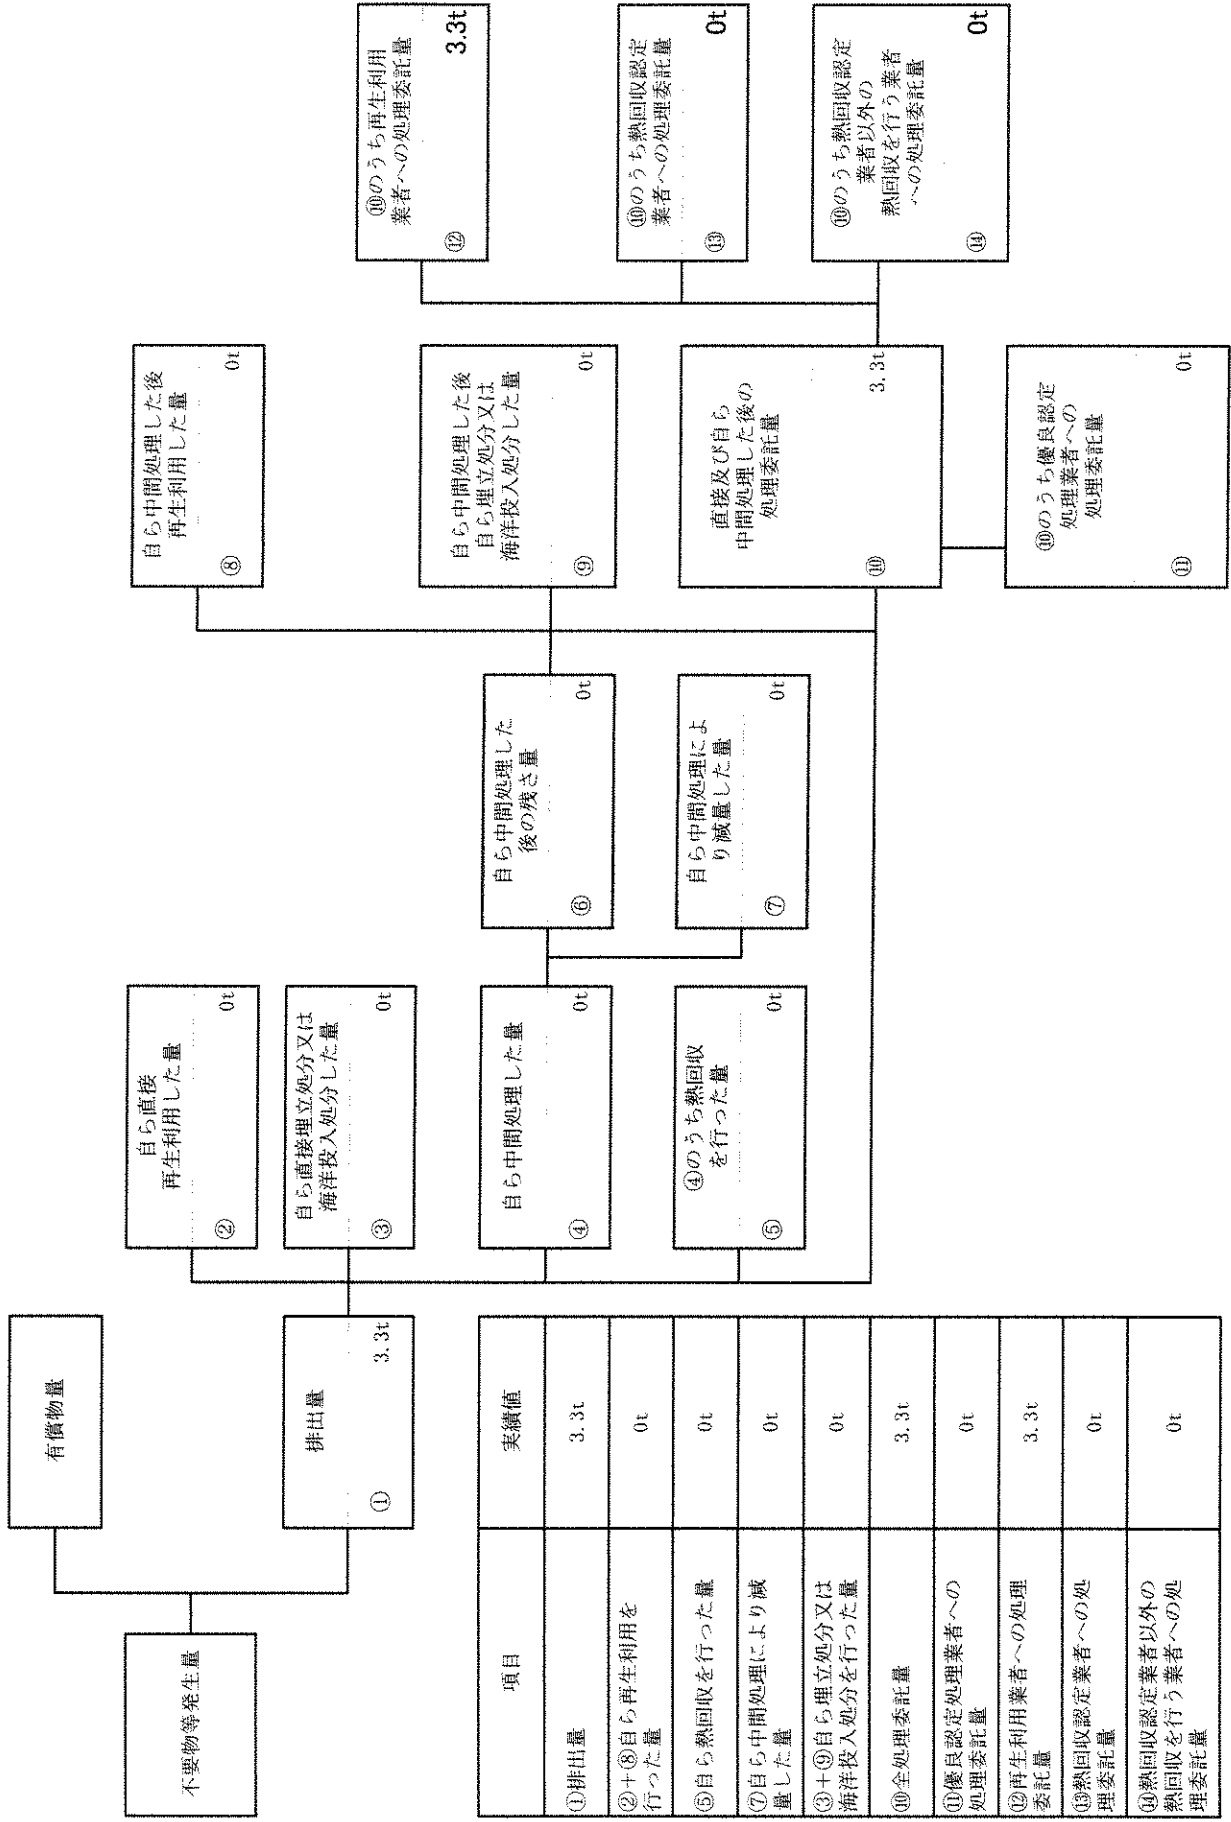 不要物等発生量
有償物量
排出量
①
3.3t
自ら直接
再生利用した量
②
0t
自ら直接埋立処分又は
海洋投入処分した量
③
0t
自ら中間処理した量
④
0t
④のうち熱回収
を行った量
⑤
0t
自ら中間処理した
後の残さ量
⑥
0t
自ら中間処理によ
り減量した量
⑦
0t
自ら中間処理した後
再生利用した量
⑧
0t
自ら中間処理した後
自ら埋立処分又は
海洋投入処分した量
⑨
0t
直接及び自ら
中間処理した後の
処理委託量
⑩
3.3t
⑩のうち優良認定
処理業者への
処理委託量
⑪
0t
⑩のうち再生利用
業者への処理委託量
⑫
3.3t
⑩のうち熱回収認定
業者への処理委託量
⑬
0t
⑩のうち熱回収認定
業者以外の
熱回収を行う業者
への処理委託量
⑭
0t
項目
実績値
①排出量
3.3t
②+⑧自ら再生利用を
行った量
0t
⑤自ら熱回収を行った量
0t
⑦自ら中間処理により減
量した量
0t
③+⑨自ら埋立処分又は
海洋投入処分を行った量
0t
⑩全処理委託量
3.3t
⑪優良認定処理業者への
処理委託量
0t
⑫再生利用業者への処理
委託量
3.3t
⑬熱回収認定業者への処
理委託量
0t
⑭熱回収認定業者以外の
熱回収を行う業者への処
理委託量
0t